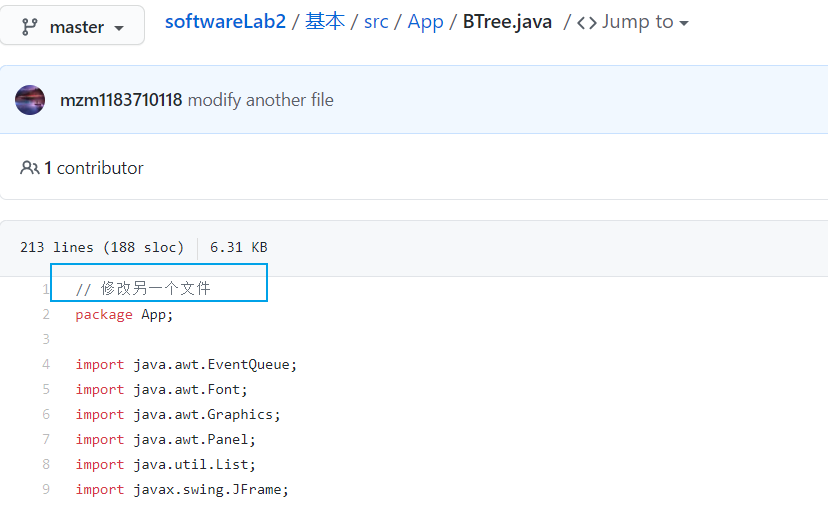 master softwareLab2 / 基本 / src / App / BTree.java / <> Jump to
mzm1183710118 modify another file
1 contributor
213 lines (188 sloc) 6.31 KB
1 // 修改另一个文件
2 package App;
3
4 import java.awt.EventQueue;
5 import java.awt.Font;
6 import java.awt.Graphics;
7 import java.awt.Panel;
8 import java.util.List;
9 import javax.swing.JFrame;